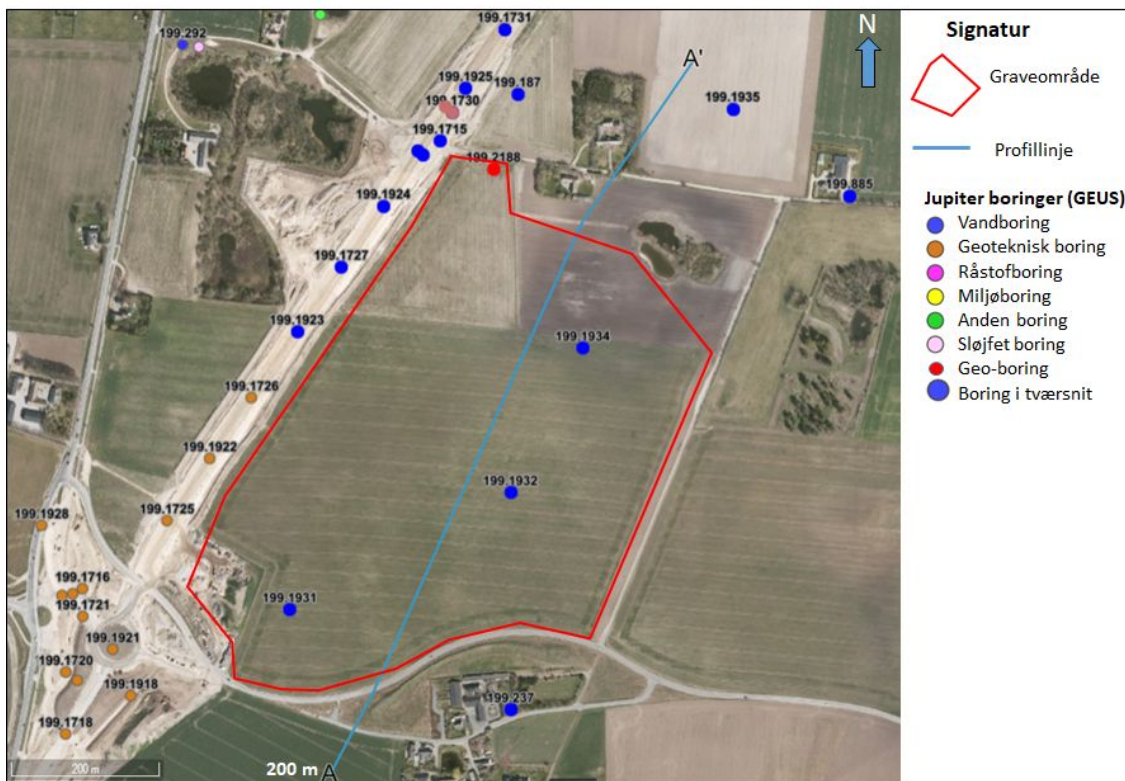 199.1731
199.292
N
199.1925
199.187
A'
199.1730
199.1935
199.1715
199.2188
199.885
199.1924
199.1727
199.1923
199.1934
199.1726
199.1922
199.1932
199.1928
199.1725
199.1716
199.1931
199.1721
199.1921
199.1720
199.1918
199.237
199.1718
200 m
200 m
A
Signatur
Graveområde
Profillinje
Jupiter boringer (GEUS)
Vandboring
Geoteknisk boring
Råstofboring
Miljøboring
Anden boring
Sløjfet boring
Geo-boring
Boring i tværsnit